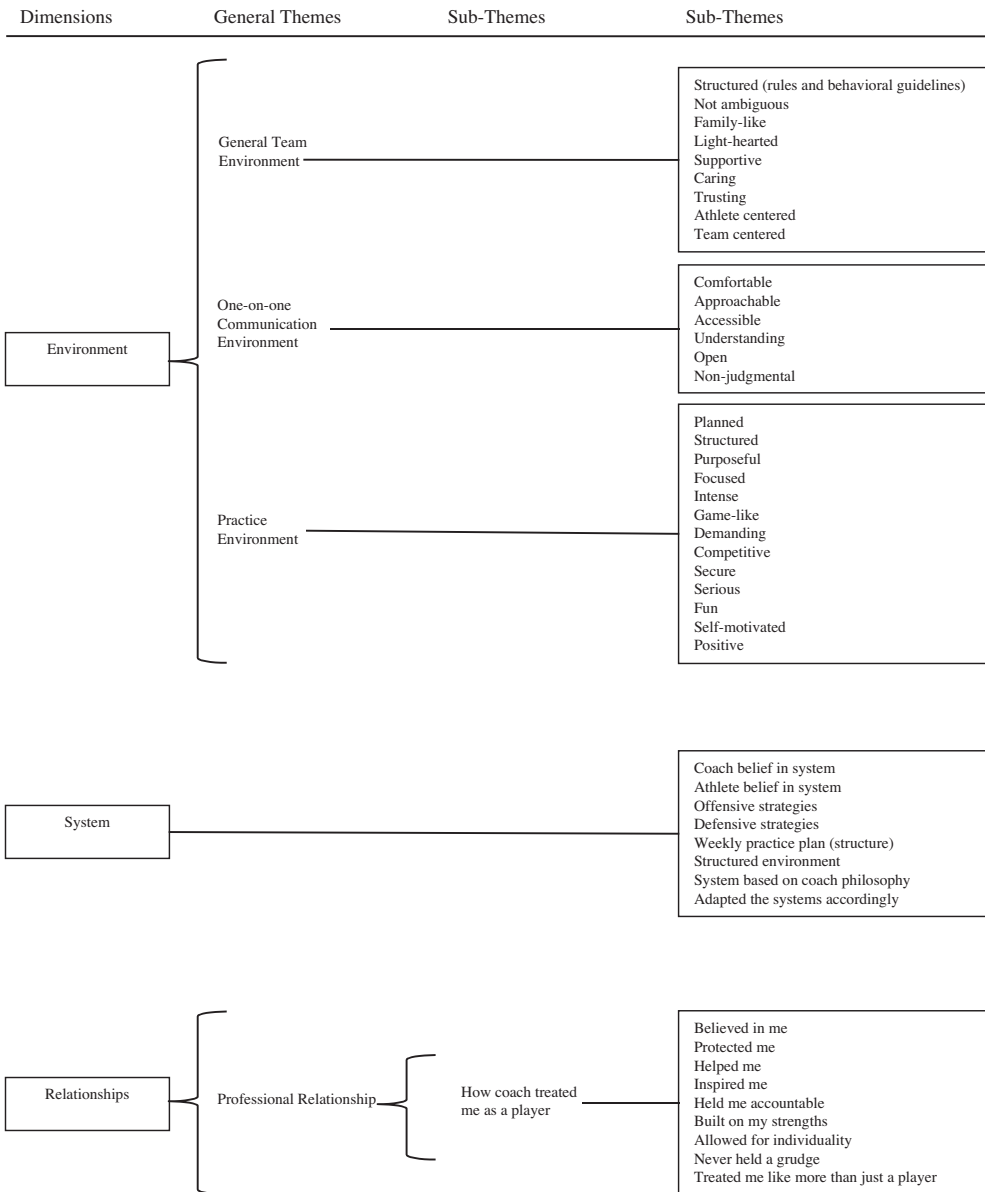 Dimensions General Themes Sub-Themes Sub-Themes
Environment
General Team
Environment
Structured (rules and behavioral guidelines)
Not ambiguous
Family-like
Light-hearted
Supportive
Caring
Trusting
Athlete centered
Team centered
One-on-one
Communication
Environment
Comfortable
Approachable
Accessible
Understanding
Open
Non-judgmental
Practice
Environment
Planned
Structured
Purposeful
Focused
Intense
Game-like
Demanding
Competitive
Secure
Serious
Fun
Self-motivated
Positive
System
Coach belief in system
Athlete belief in system
Offensive strategies
Defensive strategies
Weekly practice plan (structure)
Structured environment
System based on coach philosophy
Adapted the systems accordingly
Relationships
Professional Relationship
How coach treated
me as a player
Believed in me
Protected me
Helped me
Inspired me
Held me accountable
Built on my strengths
Allowed for individuality
Never held a grudge
Treated me like more than just a player